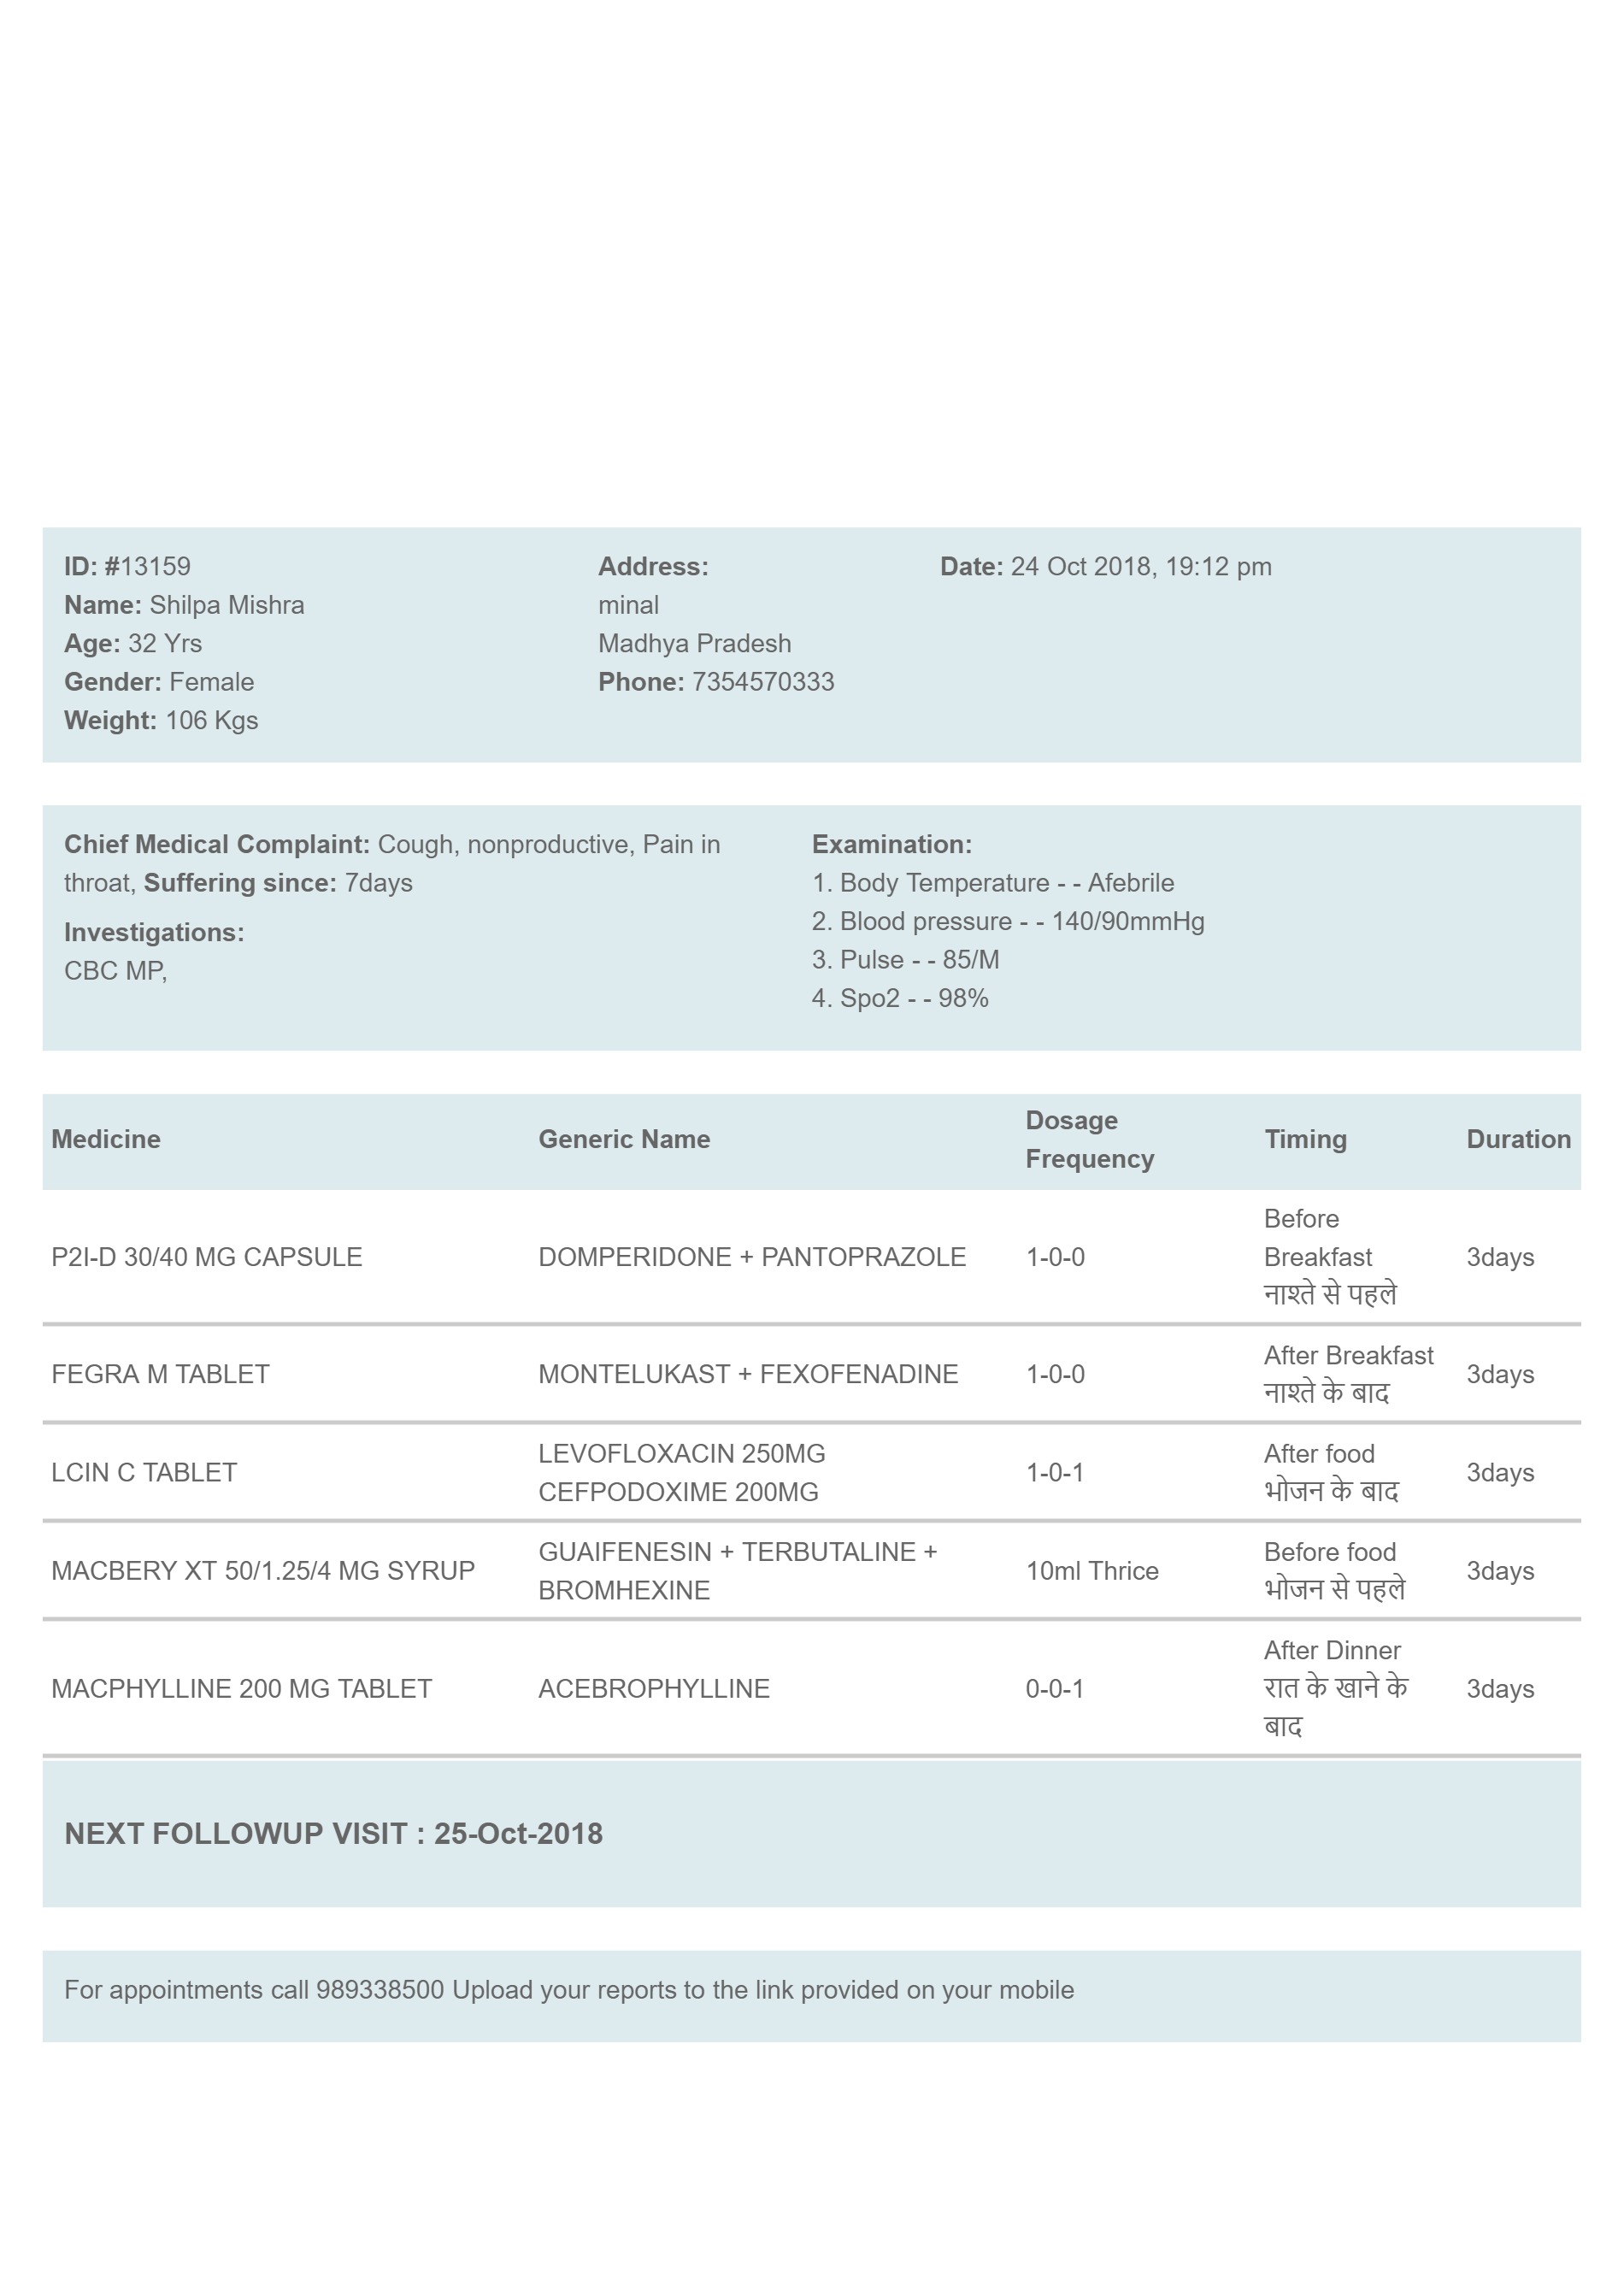 ID: #13159
Name: Shilpa Mishra
Age: 32 Yrs
Gender: Female
Weight: 106 Kgs
Address:
minal
Madhya Pradesh
Phone: 7354570333
Date: 24 Oct 2018, 19:12 pm
Chief Medical Complaint: Cough, nonproductive, Pain in
throat, Suffering since: 7days
Investigations:
CBC MP,
Examination:
1. Body Temperature - - Afebrile
2. Blood pressure - - 140/90mmHg
3. Pulse - - 85/M
4. Spo2 - - 98%
Medicine Generic Name Dosage Frequency Timing Duration
P2I-D 30/40 MG CAPSULE DOMPERIDONE + PANTOPRAZOLE 1-0-0 Before Breakfast नाश्ते से पहले 3days
FEGRA M TABLET MONTELUKAST + FEXOFENADINE 1-0-0 After Breakfast नाश्ते के बाद 3days
LCIN C TABLET LEVOFLOXACIN 250MG CEFPODOXIME 200MG 1-0-1 After food भोजन के बाद 3days
MACBERY XT 50/1.25/4 MG SYRUP GUAIFENESIN + TERBUTALINE + BROMHEXINE 10ml Thrice Before food भोजन से पहले 3days
MACPHYLLINE 200 MG TABLET ACEBROPHYLLINE 0-0-1 After Dinner रात के खाने के बाद 3days
NEXT FOLLOWUP VISIT : 25-Oct-2018
For appointments call 989338500 Upload your reports to the link provided on your mobile